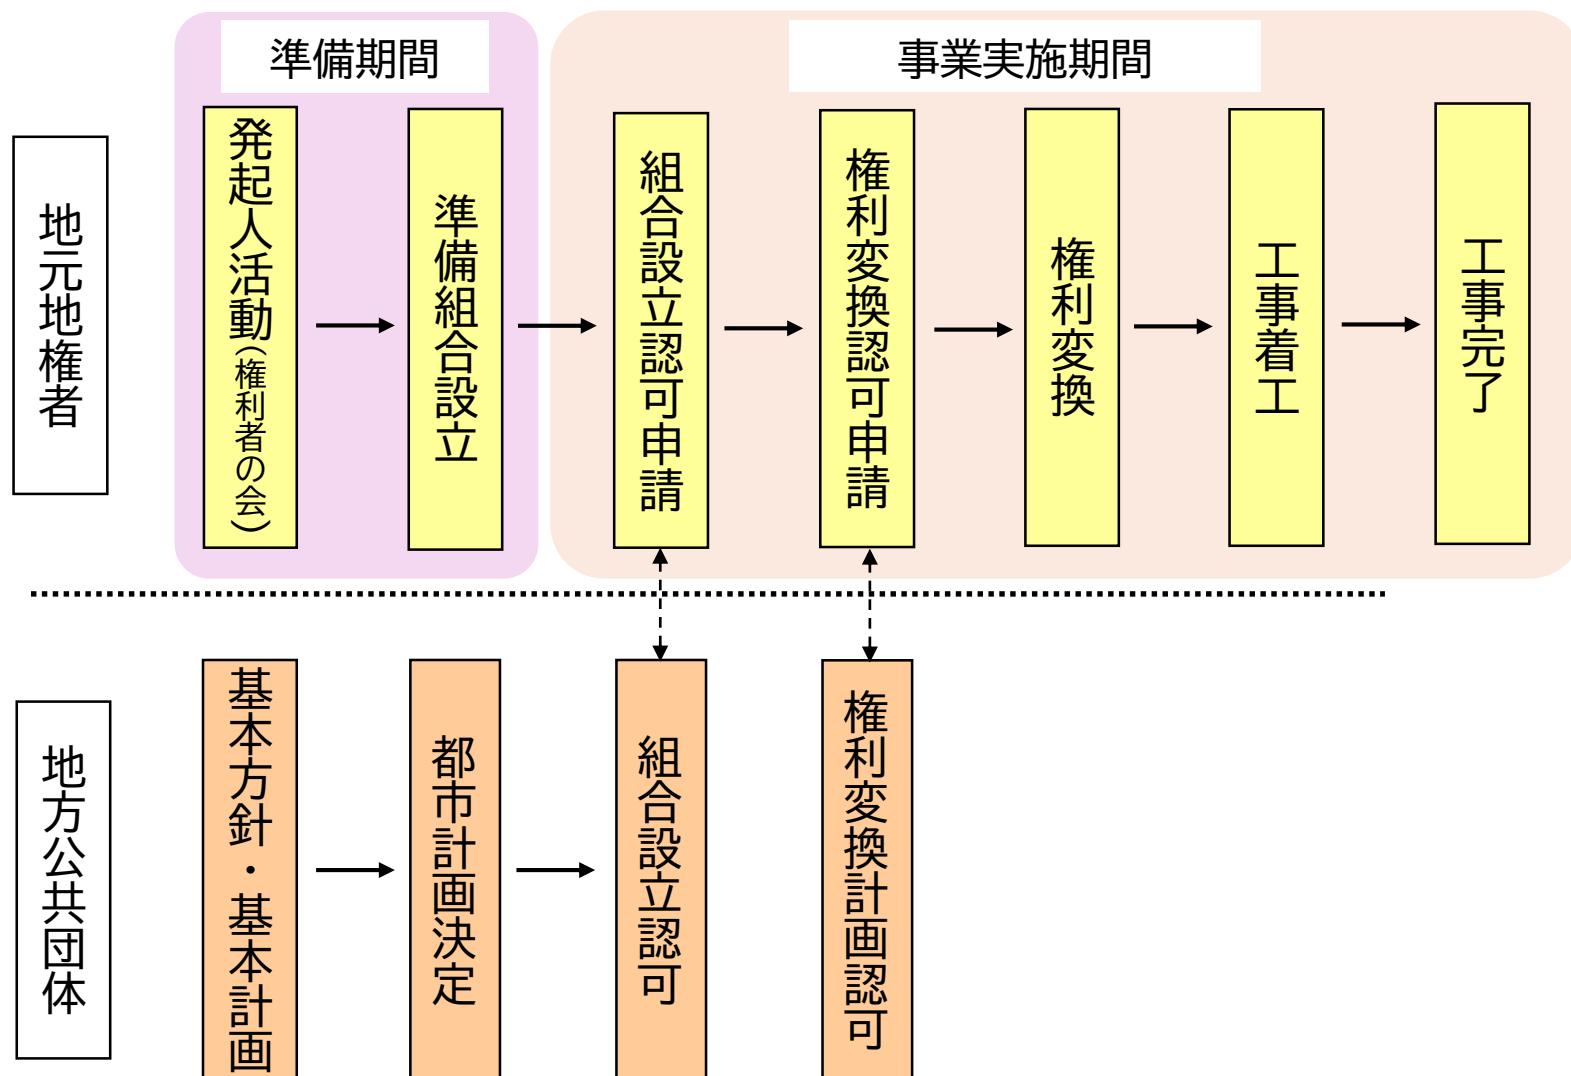 準備期間
事業実施期間
地元地権者
発起人活動(権利者の会)
準備組合設立
組合設立認可申請
権利変換認可申請
権利変換
工事着工
工事完了
地方公共団体
基本方針・基本計画
都市計画決定
組合設立認可
権利変換計画認可